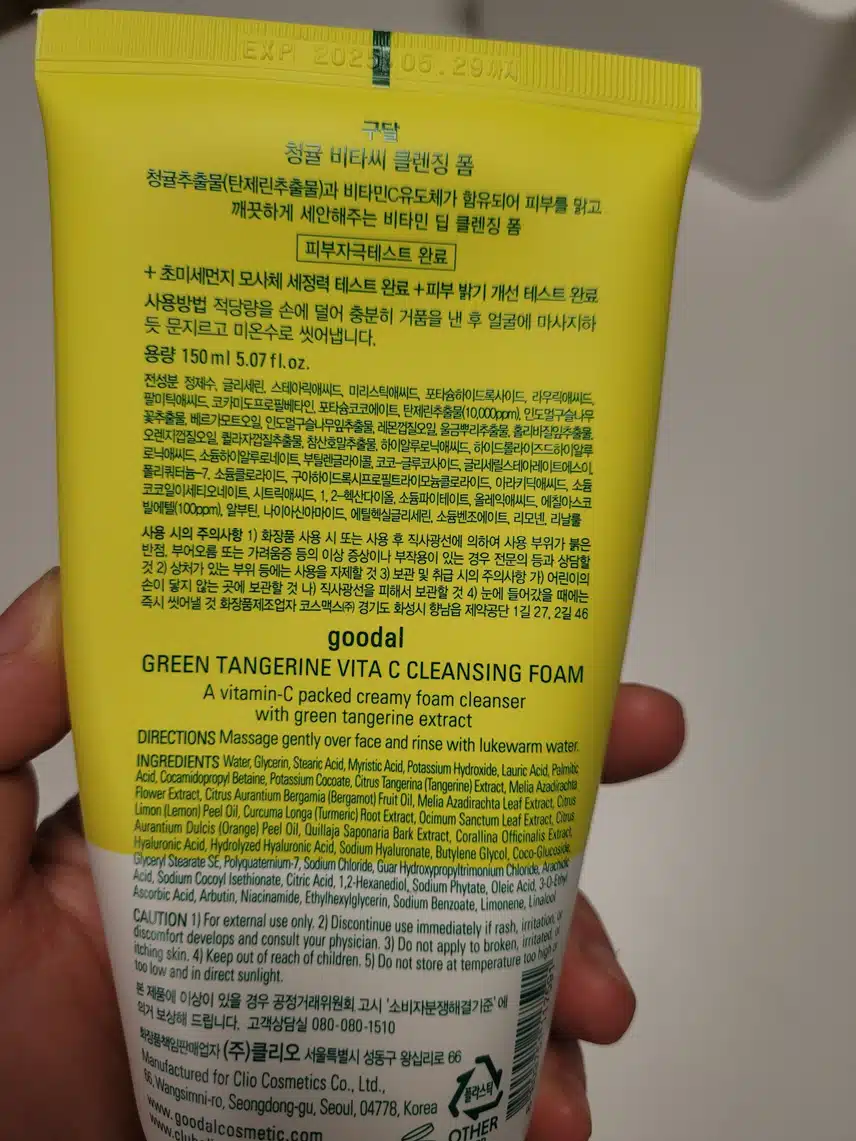 EXP 2025.06.29까지
구달
청귤 비타씨 클렌징 폼
청귤추출물(탄제린추출물)과 비타민C유도체가 함유되어 피부를 맑고
깨끗하게 세안해주는 비타민 딥 클렌징 폼
피부자극테스트 완료
+ 초미세먼지 모사체 세정력 테스트 완료 +피부 밝기 개선 테스트 완료
사용방법 적당량을 손에 덜어 충분히 거품을 낸 후 얼굴에 마사지하
듯 문지르고 미온수로 씻어냅니다.
용량 150ml 5.07fl.oz.
전성분 정제수, 글리세린, 스테아릭애씨드, 미리스틱애씨드, 포타슘하이드록사이드, 라우릭애씨드,
팔미틱애씨드, 코카미도프로필베타인, 포타슘코코에이트, 탄제린추출물(10,000ppm), 인도멀구슬나무
꽃추출물, 베르가모트오일, 인도멀구슬나무잎추출물, 레몬껍질오일, 울금뿌리추출물, 홀리바질잎추출물,
오렌지껍질오일, 퀼라자껍질추출물, 참산호말추출물, 하이알루로닉애씨드, 하이드롤라이즈드하이알루
로닉애씨드, 소듐하이알루로네이트, 부틸렌글라이콜, 코코-글루코사이드, 글리세릴스테아레이트에스이,
폴리쿼터늄-7, 소듐클로라이드, 구아하이드록시프로필트라이모늄클로라이드, 아라키딕애씨드, 소듐
코코일이세티오네이트, 시트릭애씨드, 1, 2-헥산다이올, 소듐파이테이트, 올레익애씨드, 에칠아스코
빌에텔(100ppm), 알부틴, 나이아신아마이드, 에틸헥실글리세린, 소듐벤조에이트, 리모넨, 리날룰
사용 시의 주의사항 1) 화장품 사용 시 또는 사용 후 직사광선에 의하여 사용 부위가 붉은
반점, 부어오름 또는 가려움증 등의 이상 증상이나 부작용이 있는 경우 전문의 등과 상담할
것 2) 상처가 있는 부위 등에는 사용을 자제할 것 3) 보관 및 취급 시의 주의사항 가) 어린이의
손이 닿지 않는 곳에 보관할 것 나) 직사광선을 피해서 보관할 것 4) 눈에 들어갔을 때에는
즉시 씻어낼 것 화장품제조업자 코스맥스㈜ 경기도 화성시 향남읍 제약공단 1길 27, 2길 46
goodal
GREEN TANGERINE VITA C CLEANSING FOAM
A vitamin-C packed creamy foam cleanser
with green tangerine extract
DIRECTIONS Massage gently over face and rinse with lukewarm water.
INGREDIENTS Water, Glycerin, Stearic Acid, Myristic Acid, Potassium Hydroxide, Lauric Acid, Palmitic
Acid, Cocamidopropyl Betaine, Potassium Cocoate, Citrus Tangerina (Tangerine) Extract, Melia Azadirachta
Flower Extract, Citrus Aurantium Bergamia (Bergamot) Fruit Oil, Melia Azadirachta Leaf Extract, Citrus
Limon (Lemon) Peel Oil, Curcuma Longa (Turmeric) Root Extract, Ocimum Sanctum Leaf Extract, Citrus
Aurantium Dulcis (Orange) Peel Oil, Quillaja Saponaria Bark Extract, Corallina Officinalis Extract,
Hyaluronic Acid, Hydrolyzed Hyaluronic Acid, Sodium Hyaluronate, Butylene Glycol, Coco-Glucoside,
Glyceryl Stearate SE, Polyquaternium-7, Sodium Chloride, Guar Hydroxypropyltrimonium Chloride, Arachidic
Acid, Sodium Cocoyl Isethionate, Citric Acid, 1,2-Hexanediol, Sodium Phytate, Oleic Acid, 3-O-Ethyl
Ascorbic Acid, Arbutin, Niacinamide, Ethylhexylglycerin, Sodium Benzoate, Limonene, Linalool
CAUTION 1) For external use only. 2) Discontinue use immediately if rash, irritation, or
discomfort develops and consult your physician. 3) Do not apply to broken, irritated, or
itching skin. 4) Keep out of reach of children. 5) Do not store at temperature too high or
too low and in direct sunlight.
본 제품에 이상이 있을 경우 공정거래위원회 고시 '소비자분쟁해결기준'에
의거 보상해 드립니다. 고객상담실 080-080-1510
화장품책임판매업자 (주)클리오 서울특별시 성동구 왕십리로 66
Manufactured for Clio Cosmetics Co., Ltd.,
66, Wangsimni-ro, Seongdong-gu, Seoul, 04778, Korea
www.goodalcosmetic.com
플라스틱
OTHER